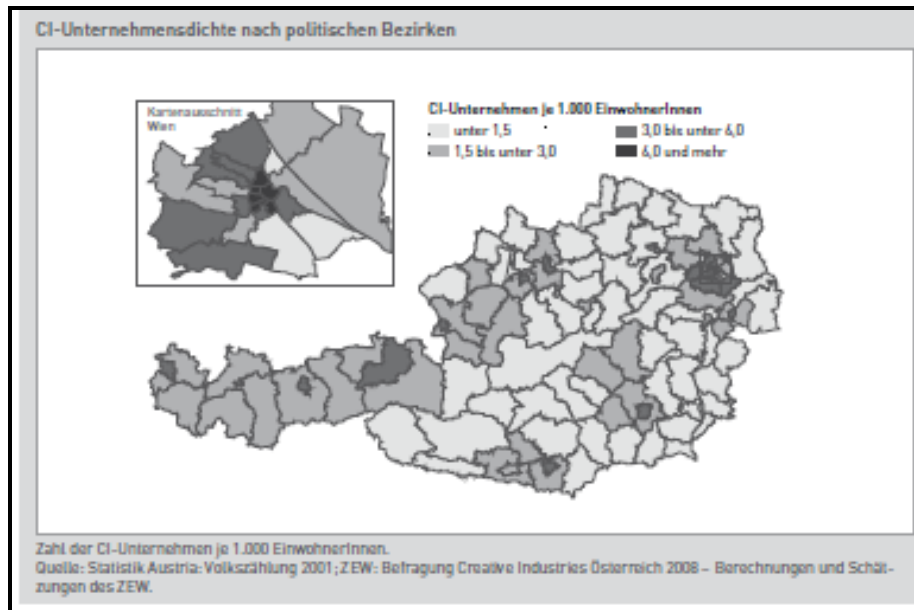 CI-Unternehmensdichte nach politischen Bezirken
Kartenausschnitt
Wien
CI-Unternehmen je 1.000 EinwohnerInnen
unter 1,5
3,0 bis unter 6,0
1,5 bis unter 3,0
6,0 und mehr
Zahl der CI-Unternehmen je 1.000 EinwohnerInnen.
Quelle: Statistik Austria: Volkszählung 2001; ZEW: Befragung Creative Industries Österreich 2008 – Berechnungen und Schät-
zungen des ZEW.